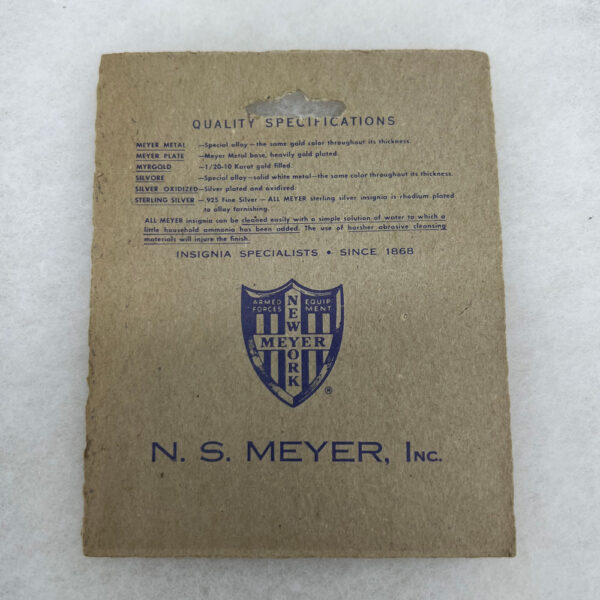 QUALITY SPECIFICATIONS
MEYER METAL —Special alloy—the same gold color throughout its thickness.
MEYER PLATE —Meyer Metal base, heavily gold plated.
MYRGOLD —1/20-10 Karat gold filled.
SILVORE —Special alloy—solid white metal—the same color throughout its thickness.
SILVER OXIDIZED—Silver plated and oxidized.
STERLING SILVER —.925 Fine Silver—ALL MEYER sterling silver insignia is rhodium plated
to allay tarnishing.
ALL MEYER insignia can be cleaned easily with a simple solution of water to which a
little household ammonia has been added. The use of harsher abrasive cleansing
materials will injure the finish.
INSIGNIA SPECIALISTS • SINCE 1868
ARMED FORCES EQUIPMENT
NEW YORK
MEYER
®
N. S. MEYER, INC.